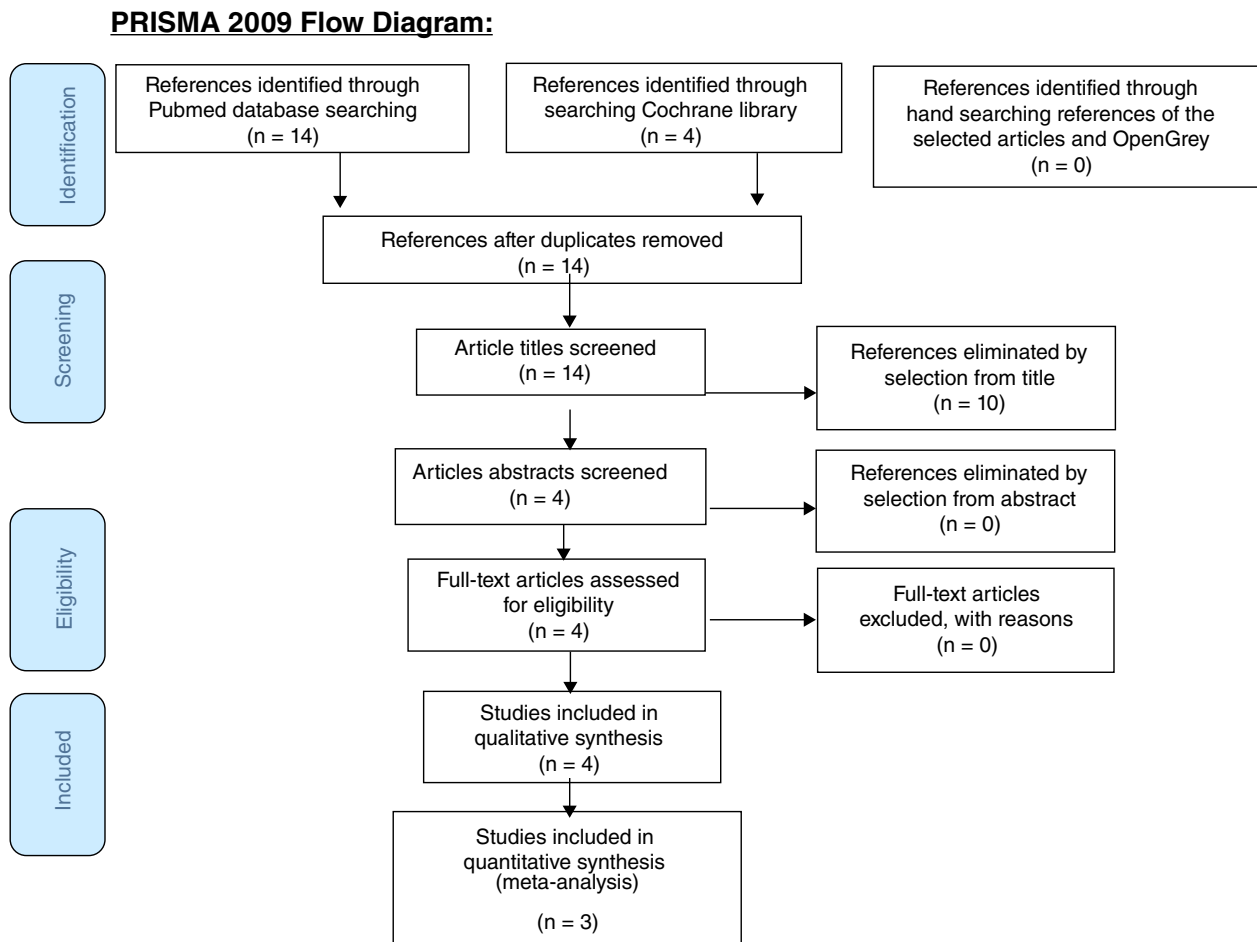 PRISMA 2009 Flow Diagram:
Identification
References identified through
Pubmed database searching
(n = 14)
References identified through
searching Cochrane library
(n = 4)
References identified through
hand searching references of the
selected articles and OpenGrey
(n = 0)
References after duplicates removed
(n = 14)
Screening
Article titles screened
(n = 14)
References eliminated by
selection from title
(n = 10)
Articles abstracts screened
(n = 4)
References eliminated by
selection from abstract
(n = 0)
Eligibility
Full-text articles assessed
for eligibility
(n = 4)
Full-text articles
excluded, with reasons
(n = 0)
Included
Studies included in
qualitative synthesis
(n = 4)
Studies included in
quantitative synthesis
(meta-analysis)
(n = 3)